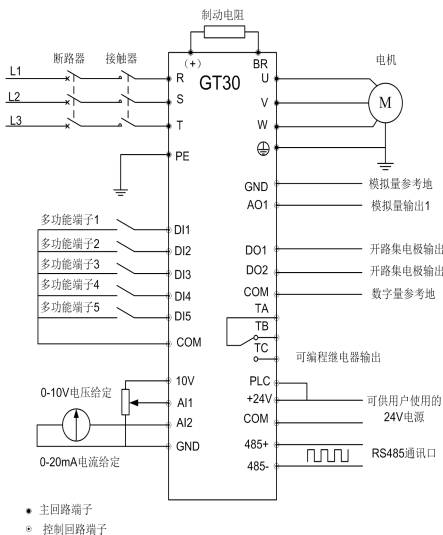 制动电阻
断路器
接触器
(+)
BR
电机
L1
R
GT30
U
L2
S
V
M
L3
T
W
PE
GND
模拟量参考地
AO1
模拟量输出1
多功能端子1
DI1
多功能端子2
DI2
DO1
开路集电极输出
多功能端子3
DI3
DO2
开路集电极输出
多功能端子4
DI4
COM
数字量参考地
多功能端子5
DI5
TA
TB
COM
TC
可编程继电器输出
10V
PLC
0-10V电压给定
AI1
+24V
可供用户使用的
24V电源
AI2
COM
GND
485+
RS485通讯口
0-20mA电流给定
485-
主回路端子
控制回路端子